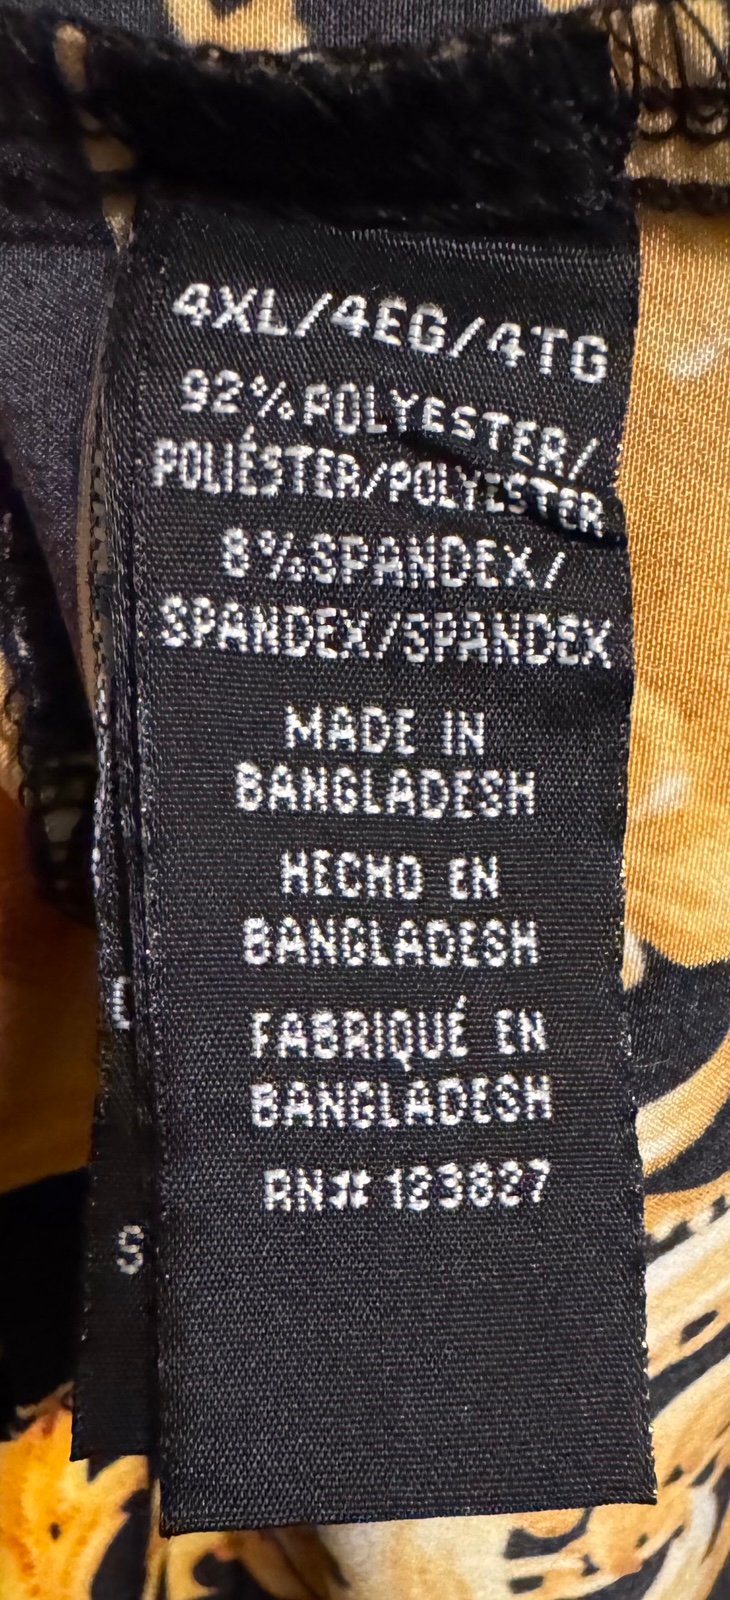 4XL/4EG/4TG
92%POLYESTER/
POLIÉSTER/POLYESTER
8%SPANDEX/
SPANDEX/SPANDEX
MADE IN
BANGLADESH
HECHO EN
BANGLADESH
FABRIQUÉ EN
BANGLADESH
RN# 123827
S